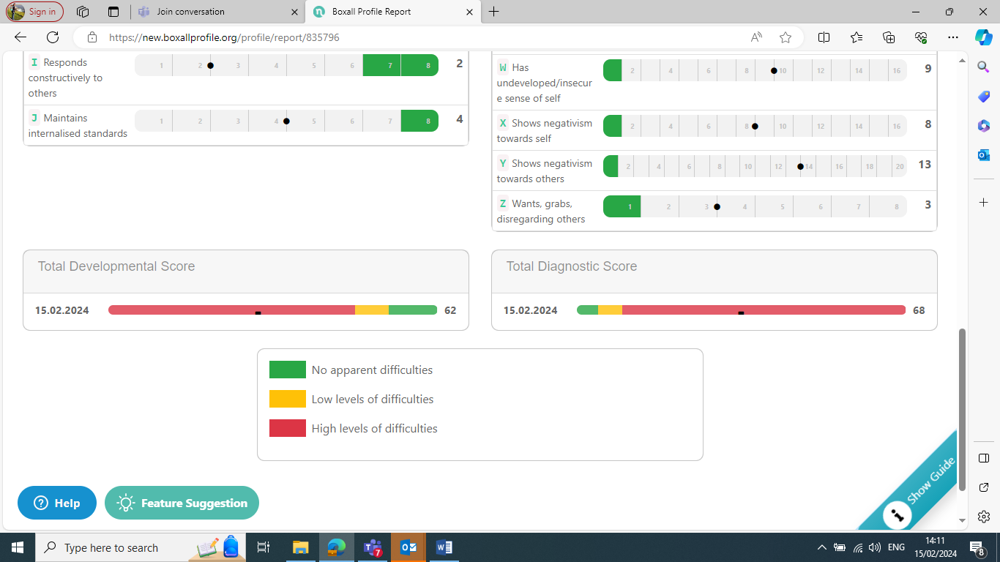 Sign in
Join conversation
Boxall Profile Report
https://new.boxallprofile.org/profile/report/835796
I Responds
constructively to
others
1 2 3 4 5 6 7 8
2
J Maintains
internalised standards
1 2 3 4 5 6 7 8
4
W Has
undeveloped/insecur
e sense of self
2 4 6 8 10 12 14 16
9
X Shows negativism
towards self
2 4 6 8 10 12 14 16
8
Y Shows negativism
towards others
2 4 6 8 10 12 14 16 18 20
13
Z Wants, grabs,
disregarding others
1 2 3 4 5 6 7 8
3
Total Developmental Score
15.02.2024 62
Total Diagnostic Score
15.02.2024 68
No apparent difficulties
Low levels of difficulties
High levels of difficulties
Show Guide
Help
Feature Suggestion
Type here to search
7
ENG
14:11
15/02/2024
8